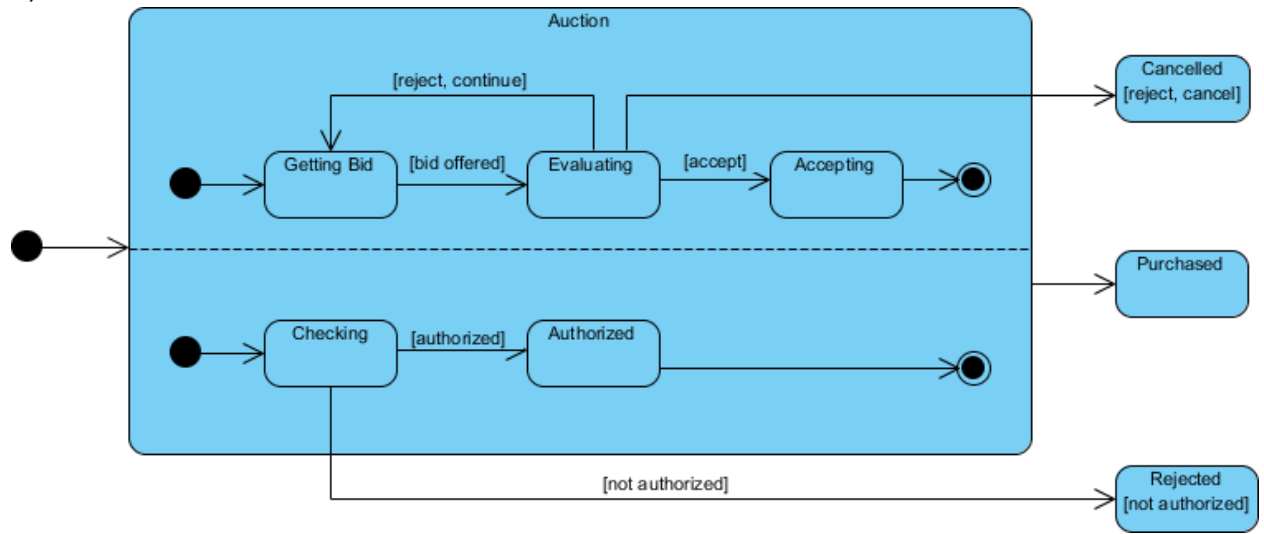 Auction
[reject, continue]
Cancelled
[reject, cancel]
Getting Bid
[bid offered]
Evaluating
[accept]
Accepting
Purchased
Checking
[authorized]
Authorized
[not authorized]
Rejected
[not authorized]